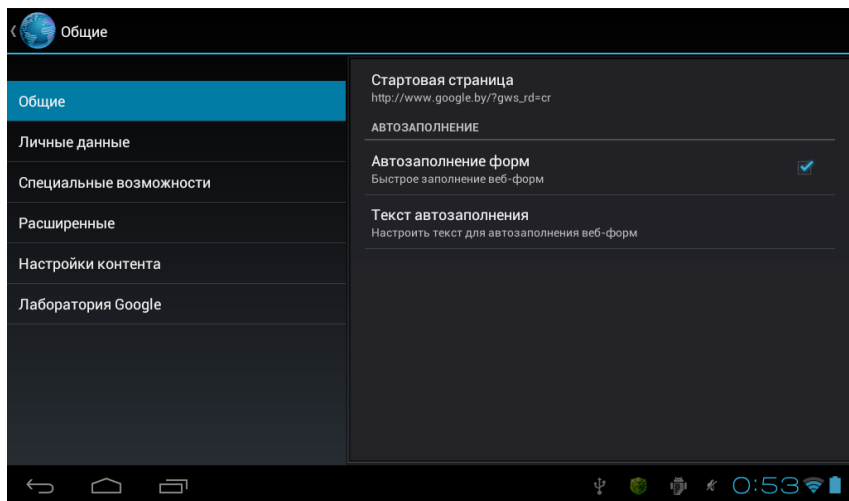 Общие
Общие
Личные данные
Специальные возможности
Расширенные
Настройки контента
Лаборатория Google
Стартовая страница
http://www.google.by/?gws_rd=cr
АВТОЗАПОЛНЕНИЕ
Автозаполнение форм
Быстрое заполнение веб-форм
Текст автозаполнения
Настроить текст для автозаполнения веб-форм
0:53